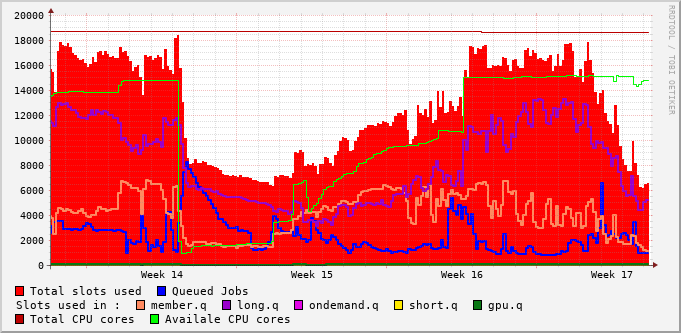 20000
18000
16000
14000
12000
10000
8000
6000
4000
2000
0
Week 14 Week 15 Week 16 Week 17
RRDTOOL / TOBI OETIKER
Total slots used Queued Jobs
Slots used in : member.q long.q ondemand.q short.q gpu.q
Total CPU cores Availale CPU cores